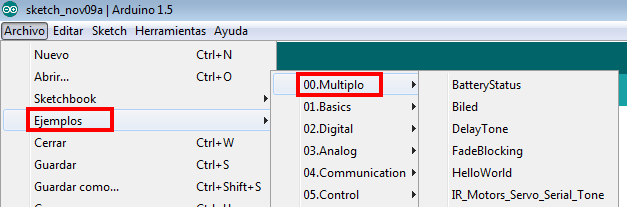 sketch_nov09a | Arduino 1.5
Archivo Editar Sketch Herramientas Ayuda
Nuevo Ctrl+N
Abrir... Ctrl+O
Sketchbook
Ejemplos
Cerrar Ctrl+W
Guardar Ctrl+S
Guardar como... Ctrl+Shift+S
00.Multiplo
01.Basics
02.Digital
03.Analog
04.Communication
05.Control
BatteryStatus
Biled
DelayTone
FadeBlocking
HelloWorld
IR_Motors_Servo_Serial_Tone